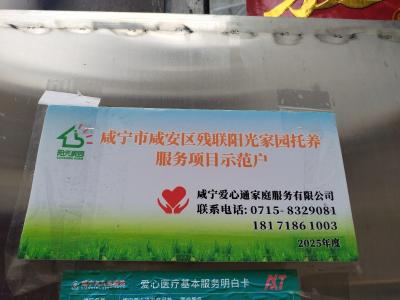 咸宁市咸安区残联阳光家园托养
服务项目示范户
阳光家园
咸宁爱心通家庭服务有限公司
联系电话: 0715-8329081
18171861003
2025年度
爱心医疗基本服务明白卡